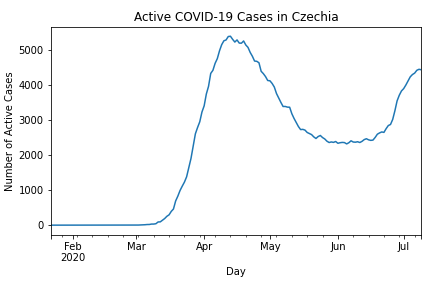 Active COVID-19 Cases in Czechia
Number of Active Cases
5000
4000
3000
2000
1000
0
Feb
2020
Mar
Apr
May
Jun
Jul
Day